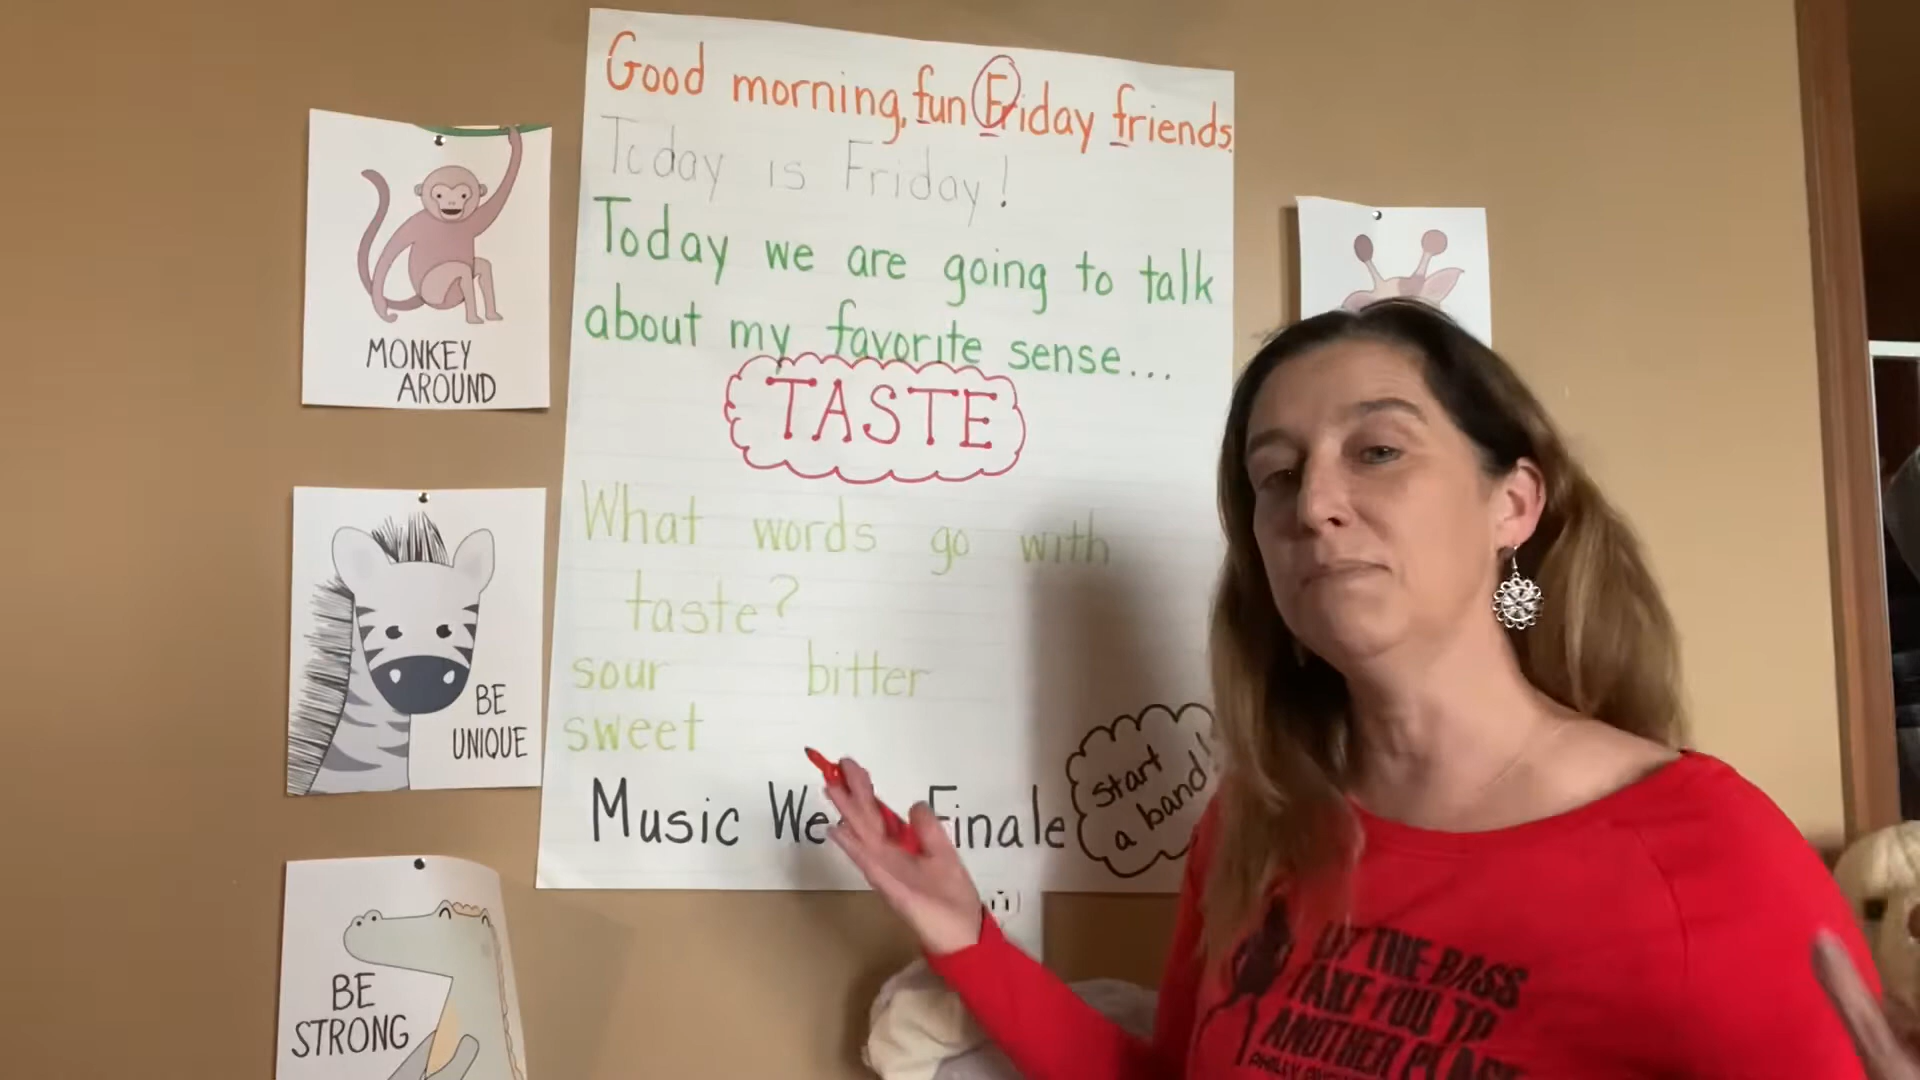 Good morning, fun Friday friends.
Today is Friday!
Today we are going to talk
about my favorite sense...
TASTE
What words go with
taste?
sour bitter
sweet
Music Finale
start
a band!
MONKEY
AROUND
BE
UNIQUE
BE
STRONG
THE BASS
TAKE YOU TO
ANOTHER